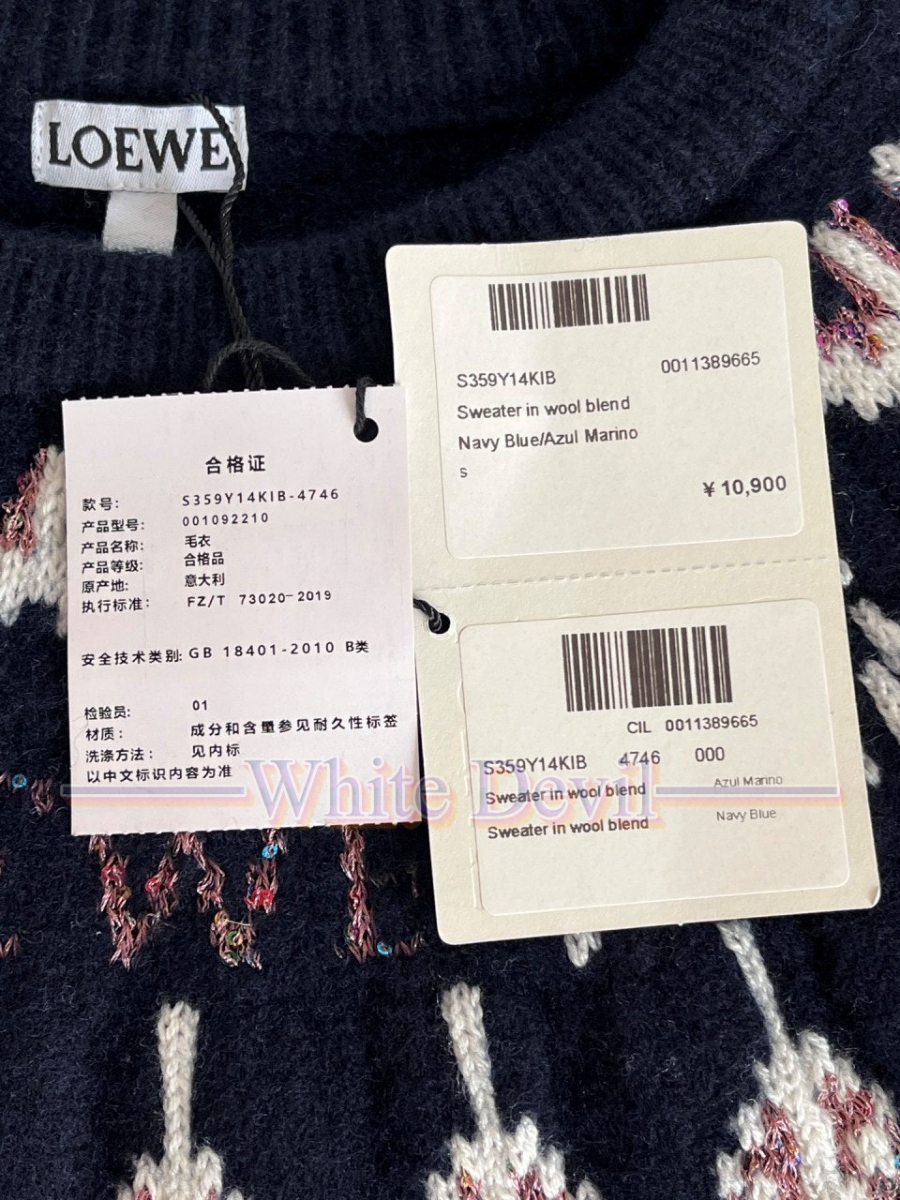 LOEWE
S359Y14KIB 0011389665
Sweater in wool blend
Navy Blue/Azul Marino
S
¥ 10,900
CIL 0011389665
S359Y14KIB 4746 000
Sweater in wool blend Azul Marino
Sweater in wool blend Navy Blue
合格证
款号: S359Y14KIB-4746
产品型号: 001092210
产品名称: 毛衣
产品等级: 合格品
原产地: 意大利
执行标准: FZ/T 73020-2019
安全技术类别: GB 18401-2010 B类
检验员: 01
材质: 成分和含量参见耐久性标签
洗涤方法: 见内标
以中文标识内容为准
White Devil